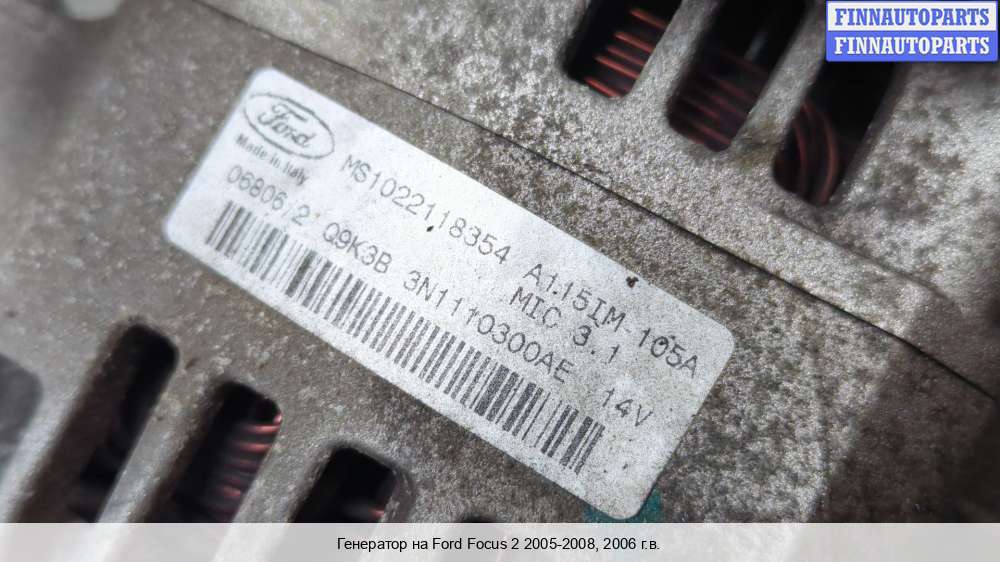 FINNAUTOPARTS
FINNAUTOPARTS
Ford
Made in Italy
MS1022118354 A115IM 105A
MIC 3.1
06806/2 Q9K3B 3N1110300AE 14V
Генератор на Ford Focus 2 2005-2008, 2006 г.в.